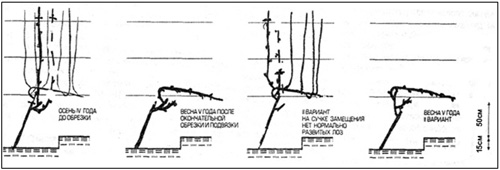 ОСЕНЬ IV ГОДА
ДО ОБРЕЗКИ
ВЕСНА V ГОДА ПОСЛЕ
ОКОНЧАТЕЛЬНОЙ
ОБРЕЗКИ И ПОДВЯЗКИ
II ВАРИАНТ
НА СУЧКЕ ЗАМЕЩЕНИЯ
НЕТ НОРМАЛЬНО
РАЗВИТЫХ ЛОЗ
ВЕСНА V ГОДА
II ВАРИАНТ
15см 50см